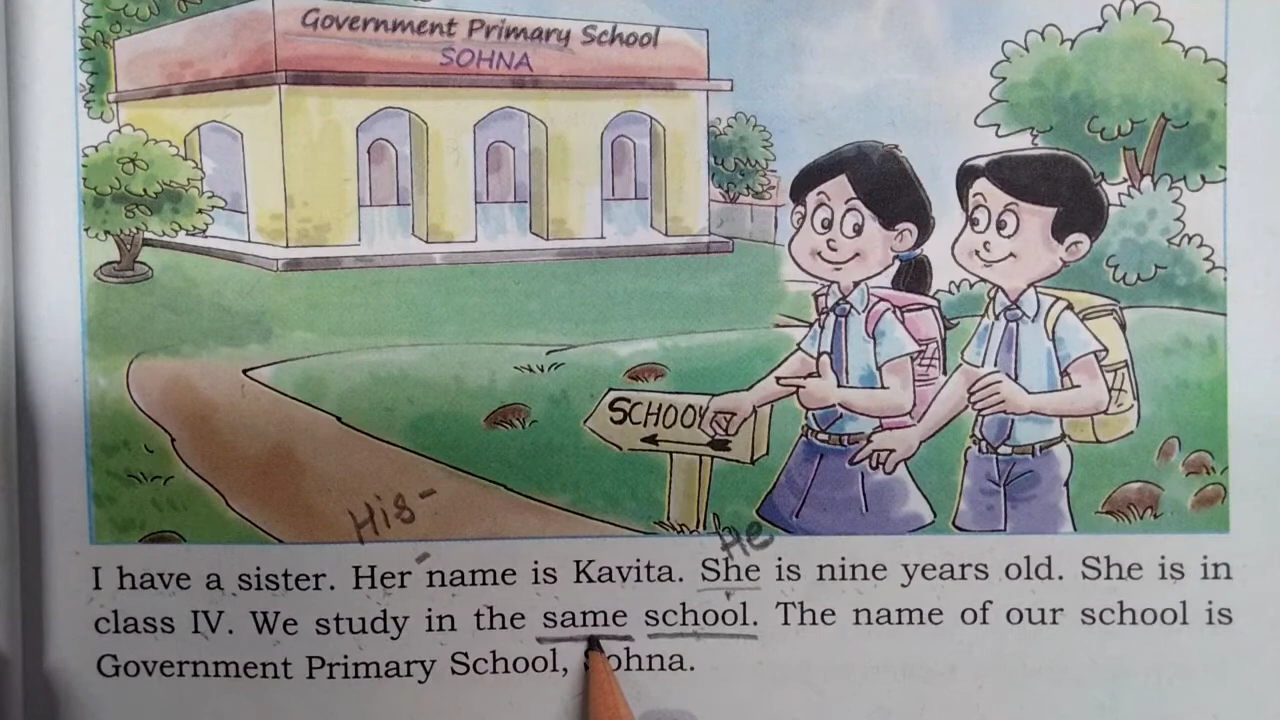 Government Primary School
SOHNA
SCHOOL
His-
He
I have a sister. Her name is Kavita. She is nine years old. She is in
class IV. We study in the same school. The name of our school is
Government Primary School, Sohna.